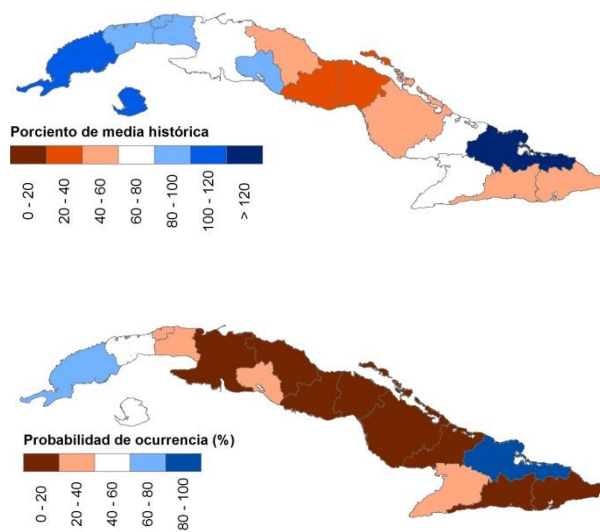 Porciento de media histórica
0 - 20
20 - 40
40 - 60
60 - 80
80 - 100
100 - 120
> 120
Probabilidad de ocurrencia (%)
0 - 20
20 - 40
40 - 60
60 - 80
80 - 100